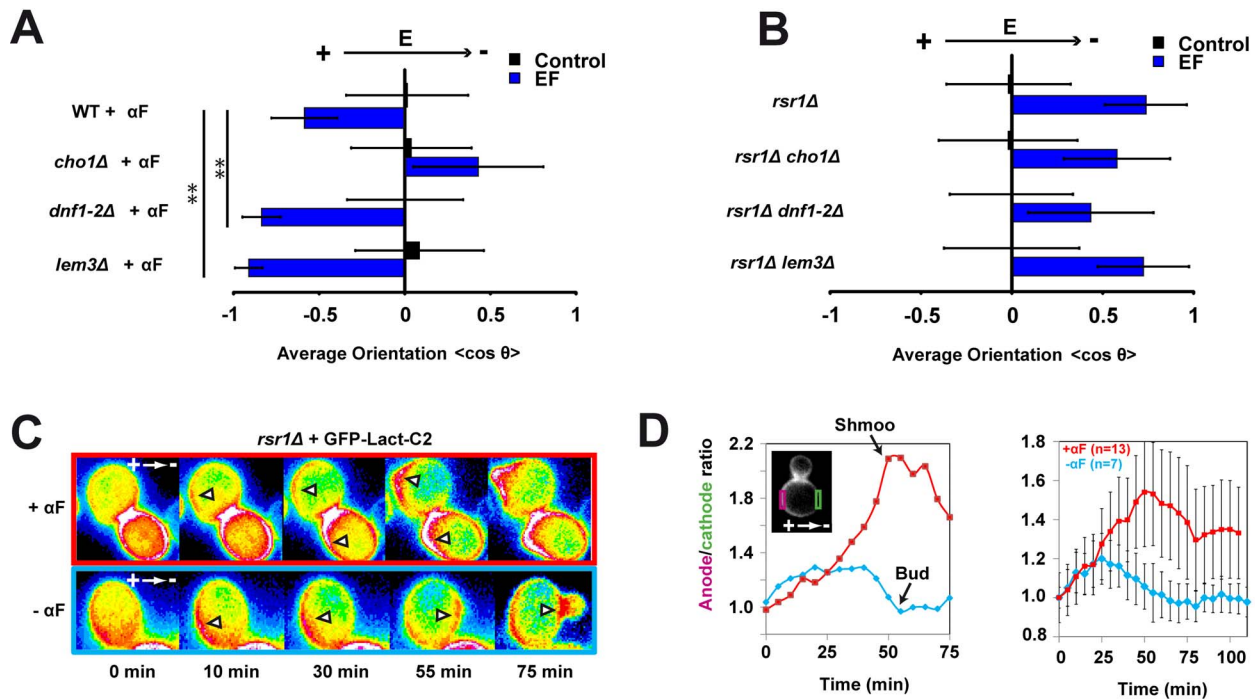 A
E
+ -
Control
EF
WT + αF
cho1Δ + αF
dnf1-2Δ + αF
lem3Δ + αF
**
**
-1 -0.5 0 0.5 1
Average Orientation <cos θ>
B
E
+ -
Control
EF
rsr1Δ
rsr1Δ cho1Δ
rsr1Δ dnf1-2Δ
rsr1Δ lem3Δ
-1 -0.5 0 0.5 1
Average Orientation <cos θ>
C
rsr1Δ + GFP-Lact-C2
+ -
+ αF
+ -
- αF
0 min 10 min 30 min 55 min 75 min
D
Anode/cathode ratio
2.2
1.8
1.4
1.0
Shmoo
Bud
+ -
0 25 50 75
Time (min)
+αF (n=13)
-αF (n=7)
1.8
1.6
1.4
1.2
1.0
0.8
0 25 50 75 100
Time (min)